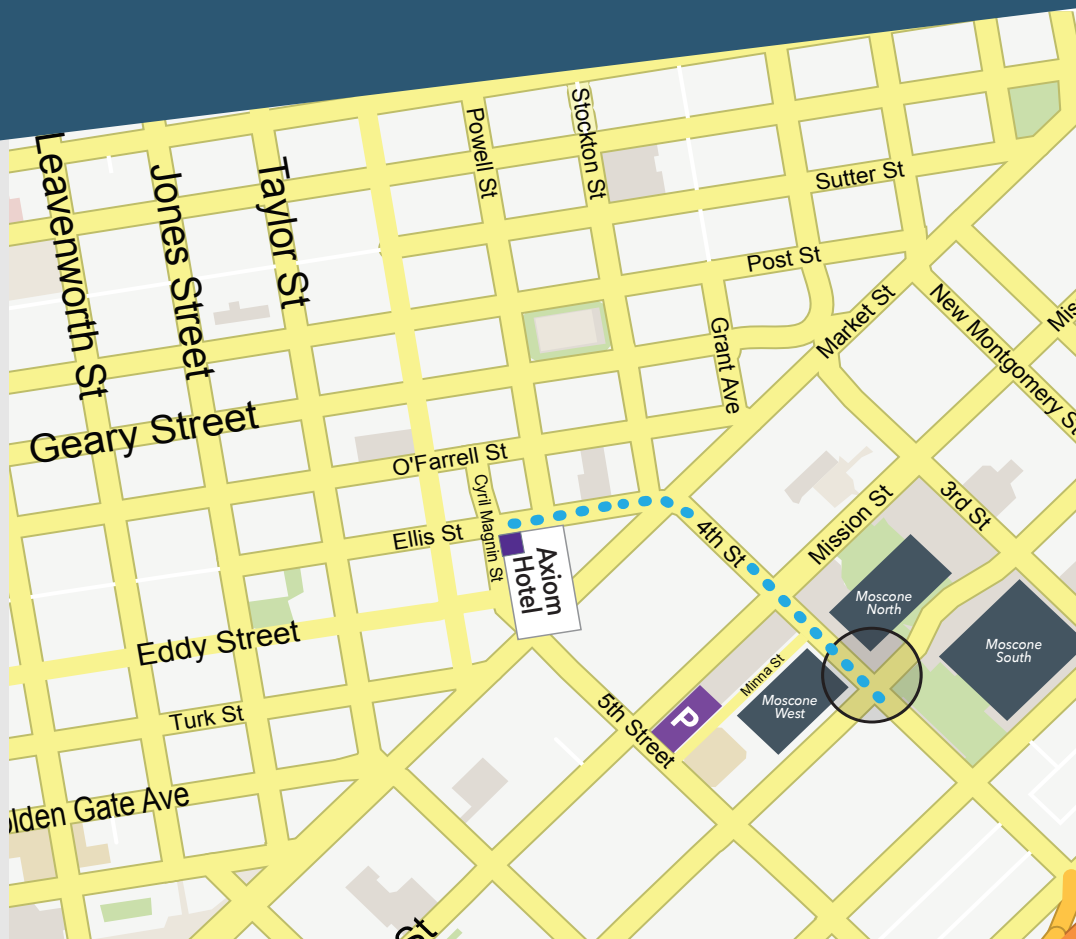 Leavenworth St
Jones Street
Taylor St
Powell St
Stockton St
Sutter St
Post St
Grant Ave
Market St
New Montgomery St
Geary Street
O'Farrell St
Cyril Magnin St
Ellis St
Axiom
Hotel
4th St
Mission St
3rd St
Moscone
North
Moscone
South
Eddy Street
Minna St
Moscone
West
P
5th Street
Turk St
olden Gate Ave
St
Mis